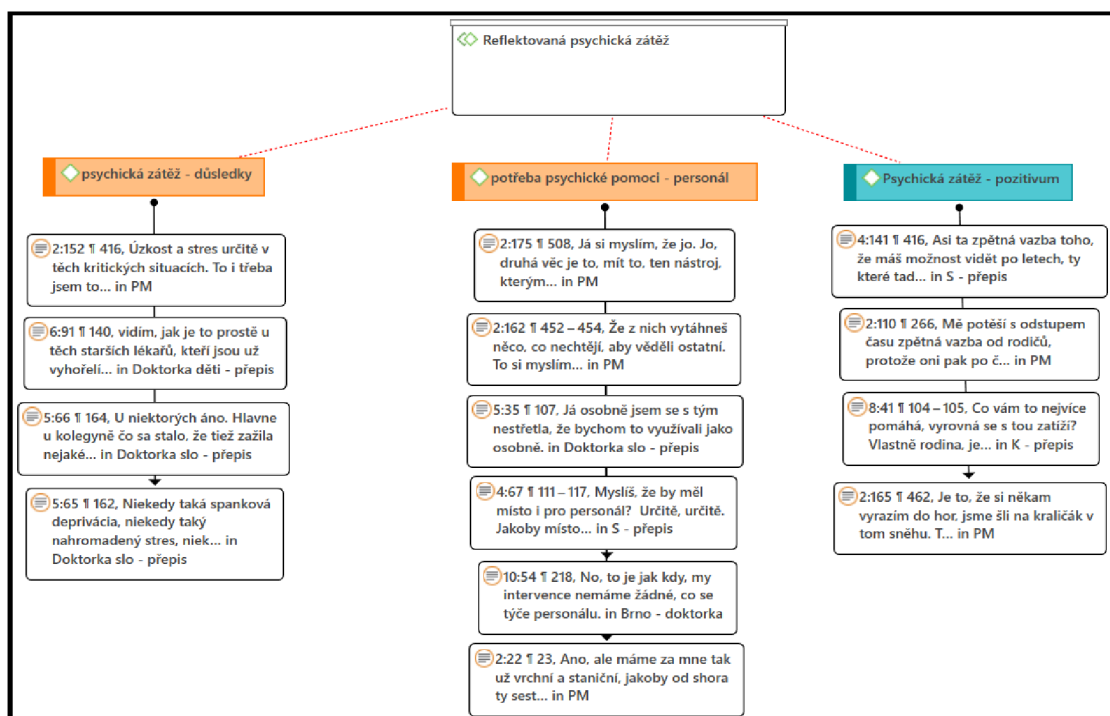 Reflektovaná psychická zátěž
psychická zátěž - důsledky
2:152 ¶ 416, Úzkost a stres určitě v
těch kritických situacích. To i třeba
jsem to... in PM
6:91 ¶ 140, vidím, jak je to prostě u
těch starších lékařů, kteří jsou už
vyhořelí... in Doktorka děti - přepis
5:66 ¶ 164, U niektorých áno. Hlavne
u kolegyně čo sa stalo, že tiež zažila
nejaké... in Doktorka slo - přepis
5:65 ¶ 162, Niekedy taká spanková
deprivácia, niekedy taký
nahromadený stres, niek... in
Doktorka slo - přepis
potřeba psychické pomoci - personál
2:175 ¶ 508, Já si myslím, že jo. Jo,
druhá věc je to, mít to, ten nástroj,
kterým... in PM
2:162 ¶ 452 – 454, Že z nich vytáhneš
něco, co nechtějí, aby věděli ostatní.
To si myslím... in PM
5:35 ¶ 107, Já osobně jsem se s tým
nestřetla, že bychom to využívali jako
osobně. in Doktorka slo - přepis
4:67 ¶ 111 – 117, Myslíš, že by měl
místo i pro personál? Určitě, určitě.
Jakoby místo... in S - přepis
10:54 ¶ 218, No, to je jak kdy, my
intervence nemáme žádné, co se
týče personálu. in Brno - doktorka
2:22 ¶ 23, Ano, ale máme za mne tak
už vrchní a staniční, jakoby od shora
ty sest... in PM
Psychická zátěž - pozitivum
4:141 ¶ 416, Asi ta zpětná vazba toho,
že máš možnost vidět po letech, ty
které tad... in S - přepis
2:110 ¶ 266, Mě potěší s odstupem
času zpětná vazba od rodičů,
protože oni pak po č... in PM
8:41 ¶ 104 – 105, Co vám to nejvíce
pomáhá, vyrovná se s tou zatíží?
Vlastně rodina, je... in K - přepis
2:165 ¶ 462, Je to, že si někam
vyrazím do hor, jsme šli na kraličák v
tom sněhu. T... in PM